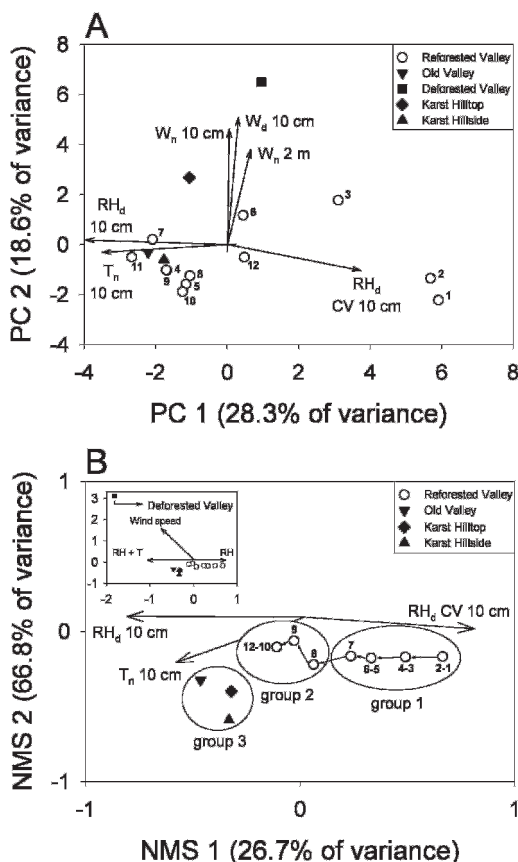 A
Reforested Valley
Old Valley
Deforested Valley
Karst Hilltop
Karst Hillside
8
6
4
2
0
-2
-4
PC 2 (18.6% of variance)
Wd 10 cm
Wn 10 cm
Wn 2 m
RHd
10 cm
Tn
10 cm
RHd
CV 10 cm
7
6
3
11
4
9
8
5
10
12
2
1
-4 -2 0 2 4 6 8
PC 1 (28.3% of variance)
B
Reforested Valley
Old Valley
Karst Hilltop
Karst Hillside
1
0
-1
NMS 2 (66.8% of variance)
3
2
1
0
-1
Deforested Valley
Wind speed
RH + T
RH
-2 -1 0 1
RHd 10 cm
RHd CV 10 cm
Tn 10 cm
12-10
9
8
7
6-5
4-3
2-1
group 2
group 1
group 3
-1 0 1
NMS 1 (26.7% of variance)